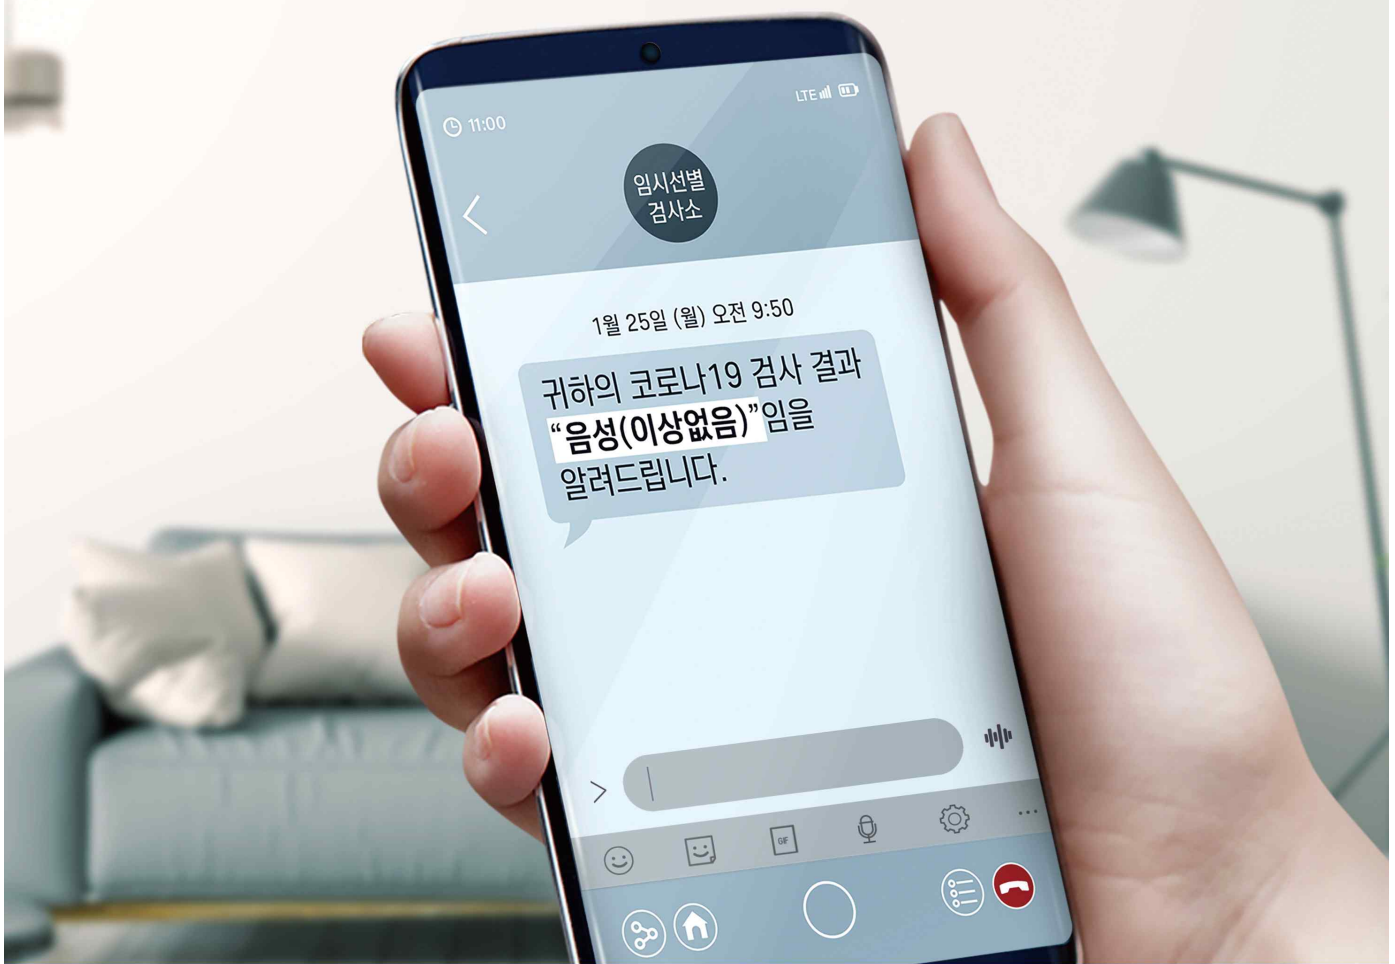 11:00
LTE
임시선별
검사소
1월 25일 (월) 오전 9:50
귀하의 코로나19 검사 결과
“음성(이상없음)”임을
알려드립니다.
GIF